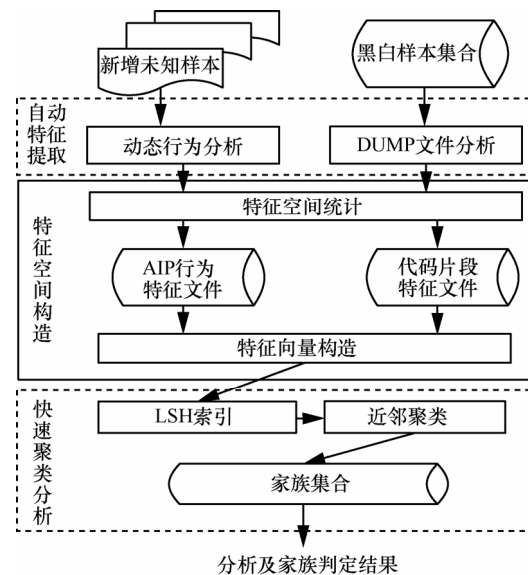 新增未知样本
黑白样本集合
自动
特征
提取
动态行为分析
DUMP文件分析
特征空间构造
特征空间统计
AIP行为
特征文件
代码片段
特征文件
特征向量构造
快速聚类分析
LSH索引
近邻聚类
家族集合
分析及家族判定结果